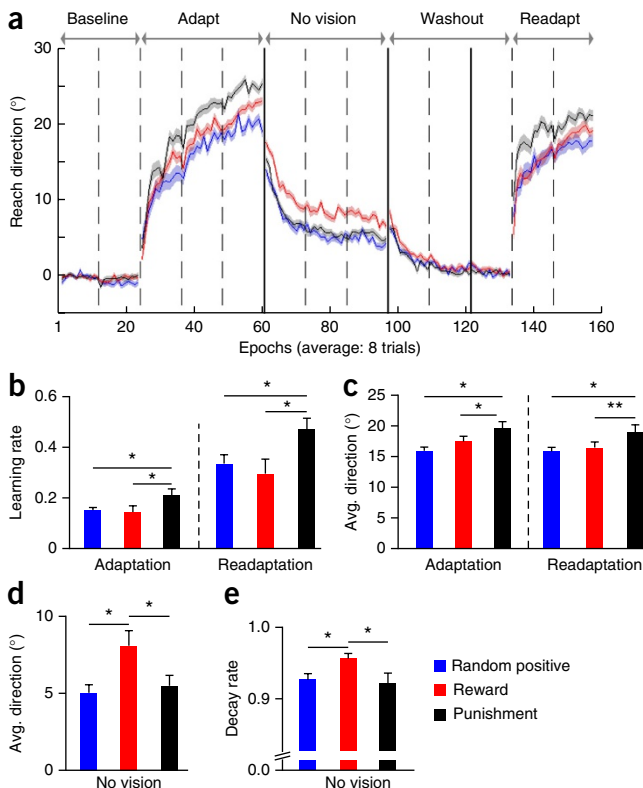 a
Baseline Adapt No vision Washout Readapt
Reach direction (°)
30
20
10
0
1 20 40 60 80 100 120 140 160
Epochs (average: 8 trials)
b
Learning rate
0.6
0.4
0.2
0
* * * *
Adaptation Readaptation
c
Avg. direction (°)
25
20
15
10
5
0
* * * **
Adaptation Readaptation
d
Avg. direction (°)
10
5
0
* *
No vision
e
Decay rate
1.0
0.9
0.0
* *
No vision
Random positive
Reward
Punishment